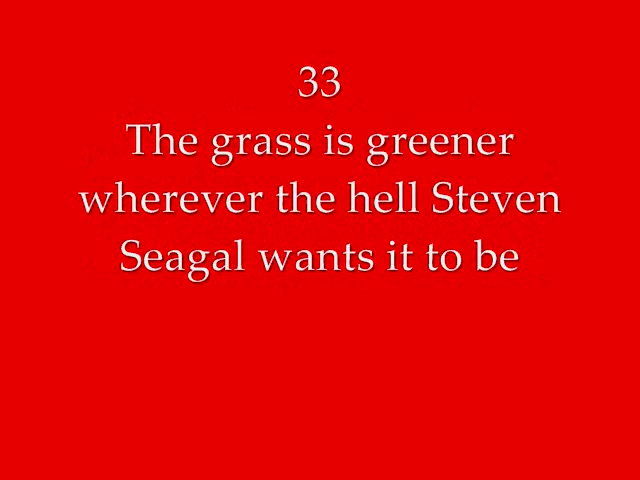 33
The grass is greener
wherever the hell Steven
Seagal wants it to be